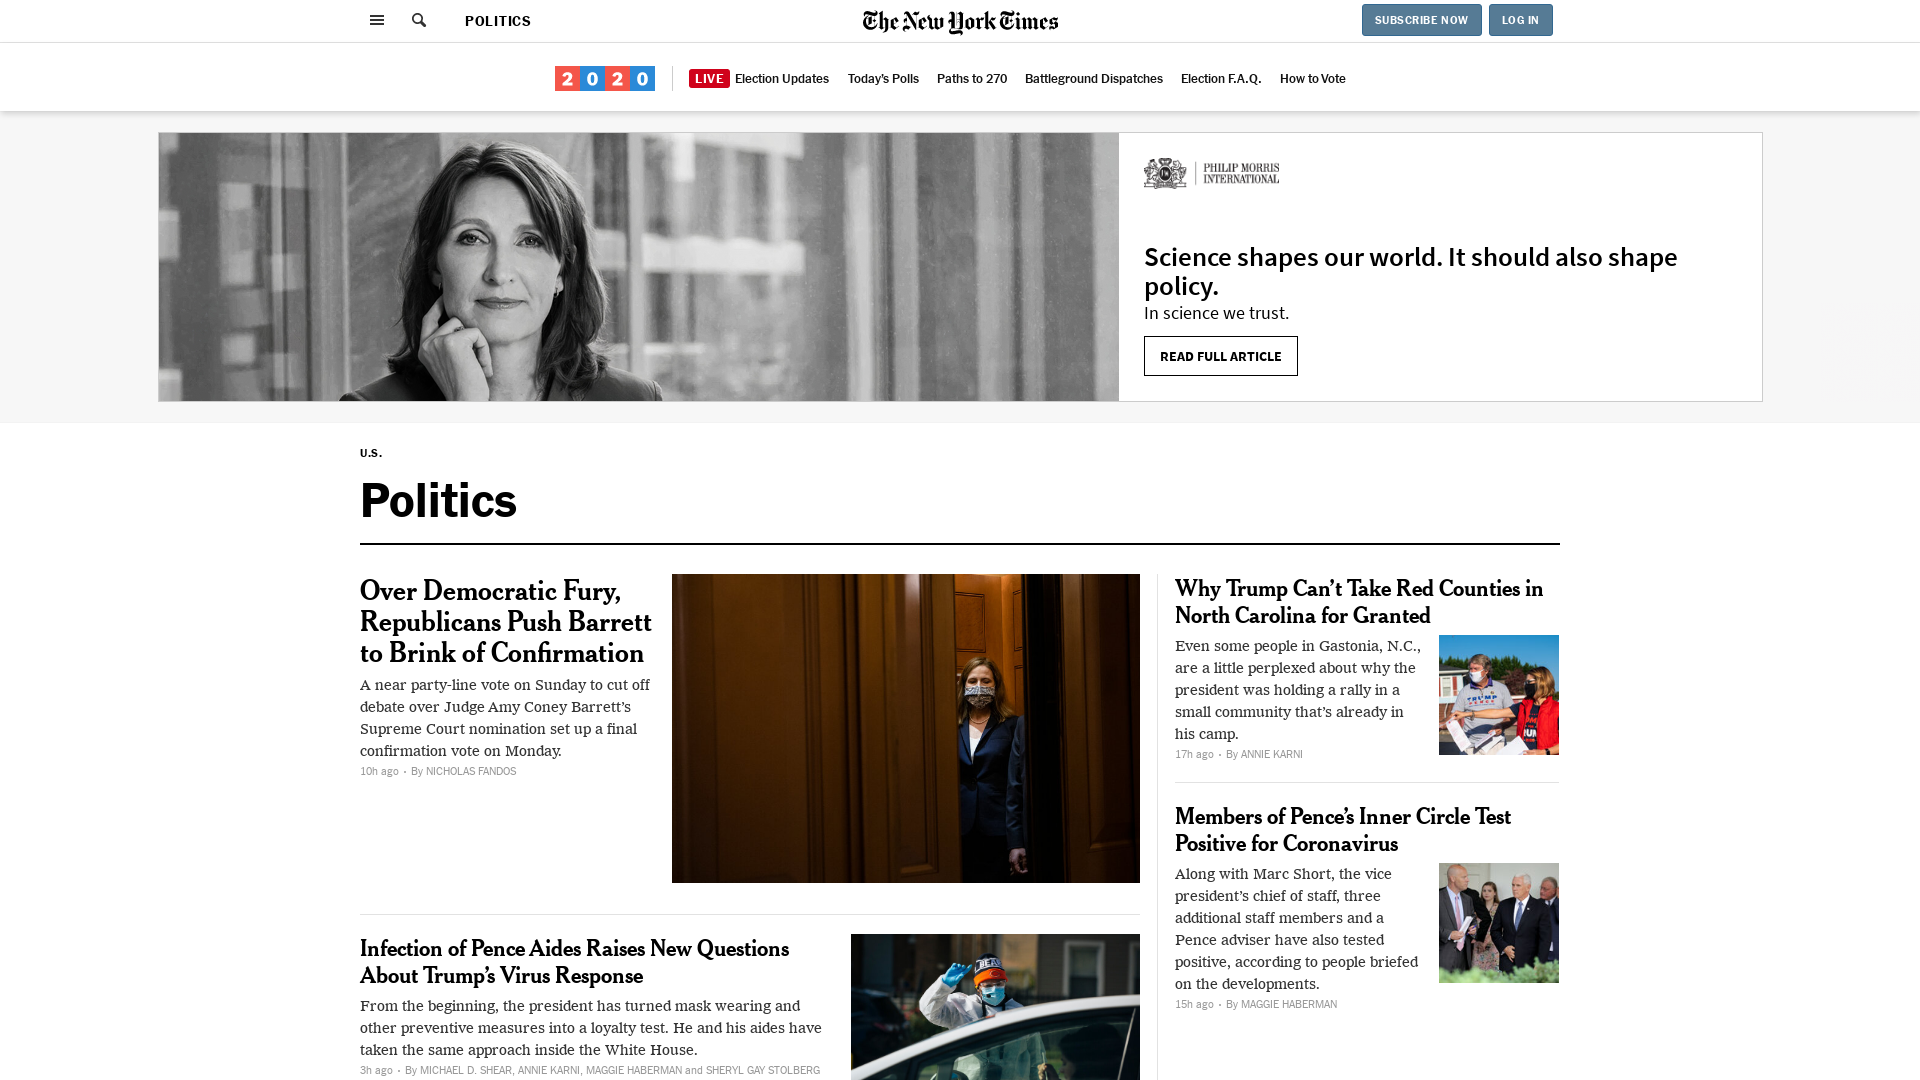 POLITICS
The New York Times
SUBSCRIBE NOW
LOG IN
2020
LIVE Election Updates
Today's Polls
Paths to 270
Battleground Dispatches
Election F.A.Q.
How to Vote
PHILIP MORRIS
INTERNATIONAL
Science shapes our world. It should also shape
policy.
In science we trust.
READ FULL ARTICLE
U.S.
Politics
Over Democratic Fury,
Republicans Push Barrett
to Brink of Confirmation
A near party-line vote on Sunday to cut off
debate over Judge Amy Coney Barrett’s
Supreme Court nomination set up a final
confirmation vote on Monday.
10h ago · By NICHOLAS FANDOS
Why Trump Can’t Take Red Counties in
North Carolina for Granted
Even some people in Gastonia, N.C.,
are a little perplexed about why the
president was holding a rally in a
small community that’s already in
his camp.
17h ago · By ANNIE KARNI
Members of Pence’s Inner Circle Test
Positive for Coronavirus
Along with Marc Short, the vice
president’s chief of staff, three
additional staff members and a
Pence adviser have also tested
positive, according to people briefed
on the developments.
15h ago · By MAGGIE HABERMAN
Infection of Pence Aides Raises New Questions
About Trump’s Virus Response
From the beginning, the president has turned mask wearing and
other preventive measures into a loyalty test. He and his aides have
taken the same approach inside the White House.
3h ago · By MICHAEL D. SHEAR, ANNIE KARNI, MAGGIE HABERMAN and SHERYL GAY STOLBERG